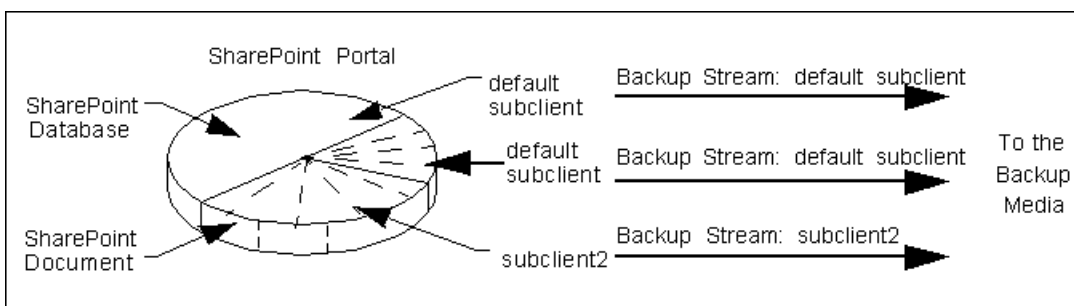 SharePoint Portal
SharePoint
Database
default
subclient
Backup Stream: default subclient
default
subclient
Backup Stream: default subclient
To the
Backup
Media
SharePoint
Document
subclient2
Backup Stream: subclient2